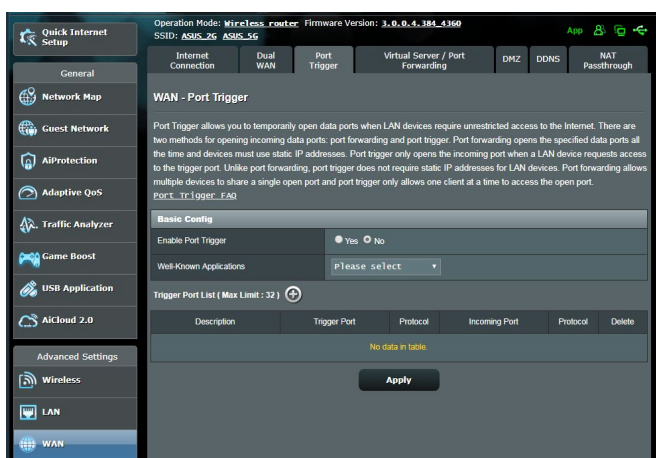 Quick Internet
Setup
Operation Mode: Wireless router Firmware Version: 3.0.0.4.384_4360
SSID: ASUS_2G ASUS_5G
App
Internet
Connection
Dual
WAN
Port
Trigger
Virtual Server / Port
Forwarding
DMZ
DDNS
NAT
Passthrough
General
Network Map
Guest Network
AiProtection
Adaptive QoS
Traffic Analyzer
Game Boost
USB Application
AiCloud 2.0
Advanced Settings
Wireless
LAN
WAN
WAN - Port Trigger
Port Trigger allows you to temporarily open data ports when LAN devices require unrestricted access to the Internet. There are
two methods for opening incoming data ports: port forwarding and port trigger. Port forwarding opens the specified data ports all
the time and devices must use static IP addresses. Port trigger only opens the incoming port when a LAN device requests access
to the trigger port. Unlike port forwarding, port trigger does not require static IP addresses for LAN devices. Port forwarding allows
multiple devices to share a single open port and port trigger only allows one client at a time to access the open port.
Port Trigger FAQ
Basic Config
Enable Port Trigger
Yes No
Well-Known Applications
Please select
Trigger Port List ( Max Limit : 32 )
Description Trigger Port Protocol Incoming Port Protocol Delete
No data in table.
Apply